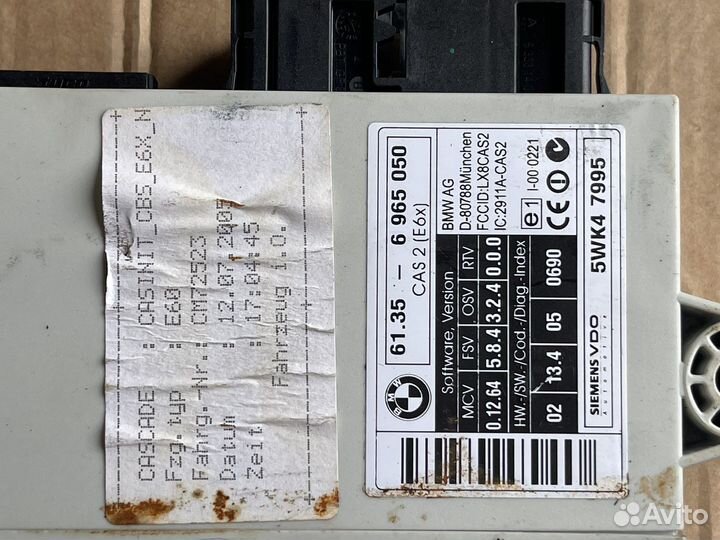 CASCADE : CASINIT_CBS_E6X_N
Fzg.typ : E60
Fahrg.-Nr.: CM72523
Datum : 12.07.200
Zeit : 17:04:45
Fahrzeug i.O.
61.35 - 6 965 050
CAS 2 (E6x)
BMW AG
D-80788München
FCCID:LX8CAS2
IC:2911A-CAS2
Software, Version
MCV FSV OSV RTV
0.12.64 5.8.4 3.2.4 0.0.0
HW.-/SW.-/Cod.-/Diag.-Index
02 13.4 05 0690
e1 I-00 0221
CE
SIEMENS VDO
Automotive
5WK4 7995
BMW
Avito